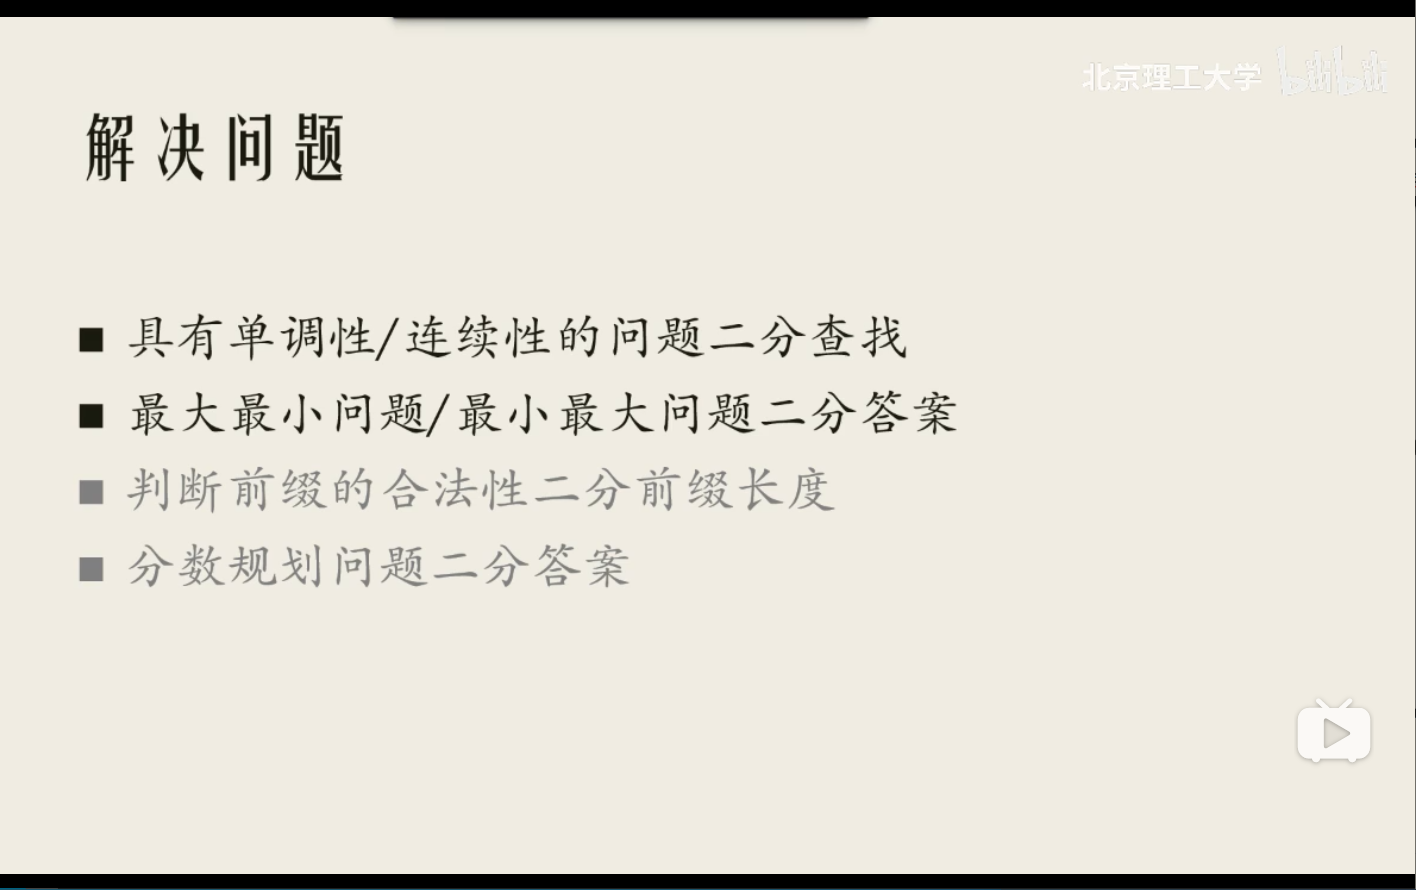 北京理工大学 bilibili
解决问题
■ 具有单调性/连续性的问题二分查找
■ 最大最小问题/最小最大问题二分答案
■ 判断前缀的合法性二分前缀长度
■ 分数规划问题二分答案